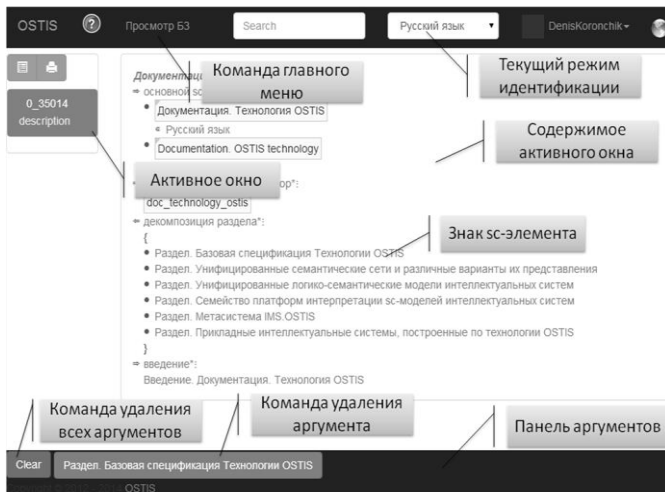 OSTIS ? Просмотр БЗ Search Русский язык DenisKoronchik
Команда главного
меню
Текущий режим
идентификации
0_35014
description
⇒ основной
Документация. Технология OSTIS
Русский язык
Documentation. OSTIS technology
Содержимое
активного окна
Активное окно
doc_technology_ostis
⇐ декомпозиция раздела*:
Знак sc-элемента
{
• Раздел. Базовая спецификация Технологии OSTIS
• Раздел. Унифицированные семантические сети и различные варианты их представления
• Раздел. Унифицированные логико-семантические модели интеллектуальных систем
• Раздел. Семейство платформ интерпретации sc-моделей интеллектуальных систем
• Раздел. Метасистема IMS.OSTIS
• Раздел. Прикладные интеллектуальные системы, построенные по технологии OSTIS
}
⇒ введение*:
Введение. Документация. Технология OSTIS
Команда удаления
всех аргументов
Команда удаления
аргумента
Панель аргументов
Clear Раздел. Базовая спецификация Технологии OSTIS
OSTIS